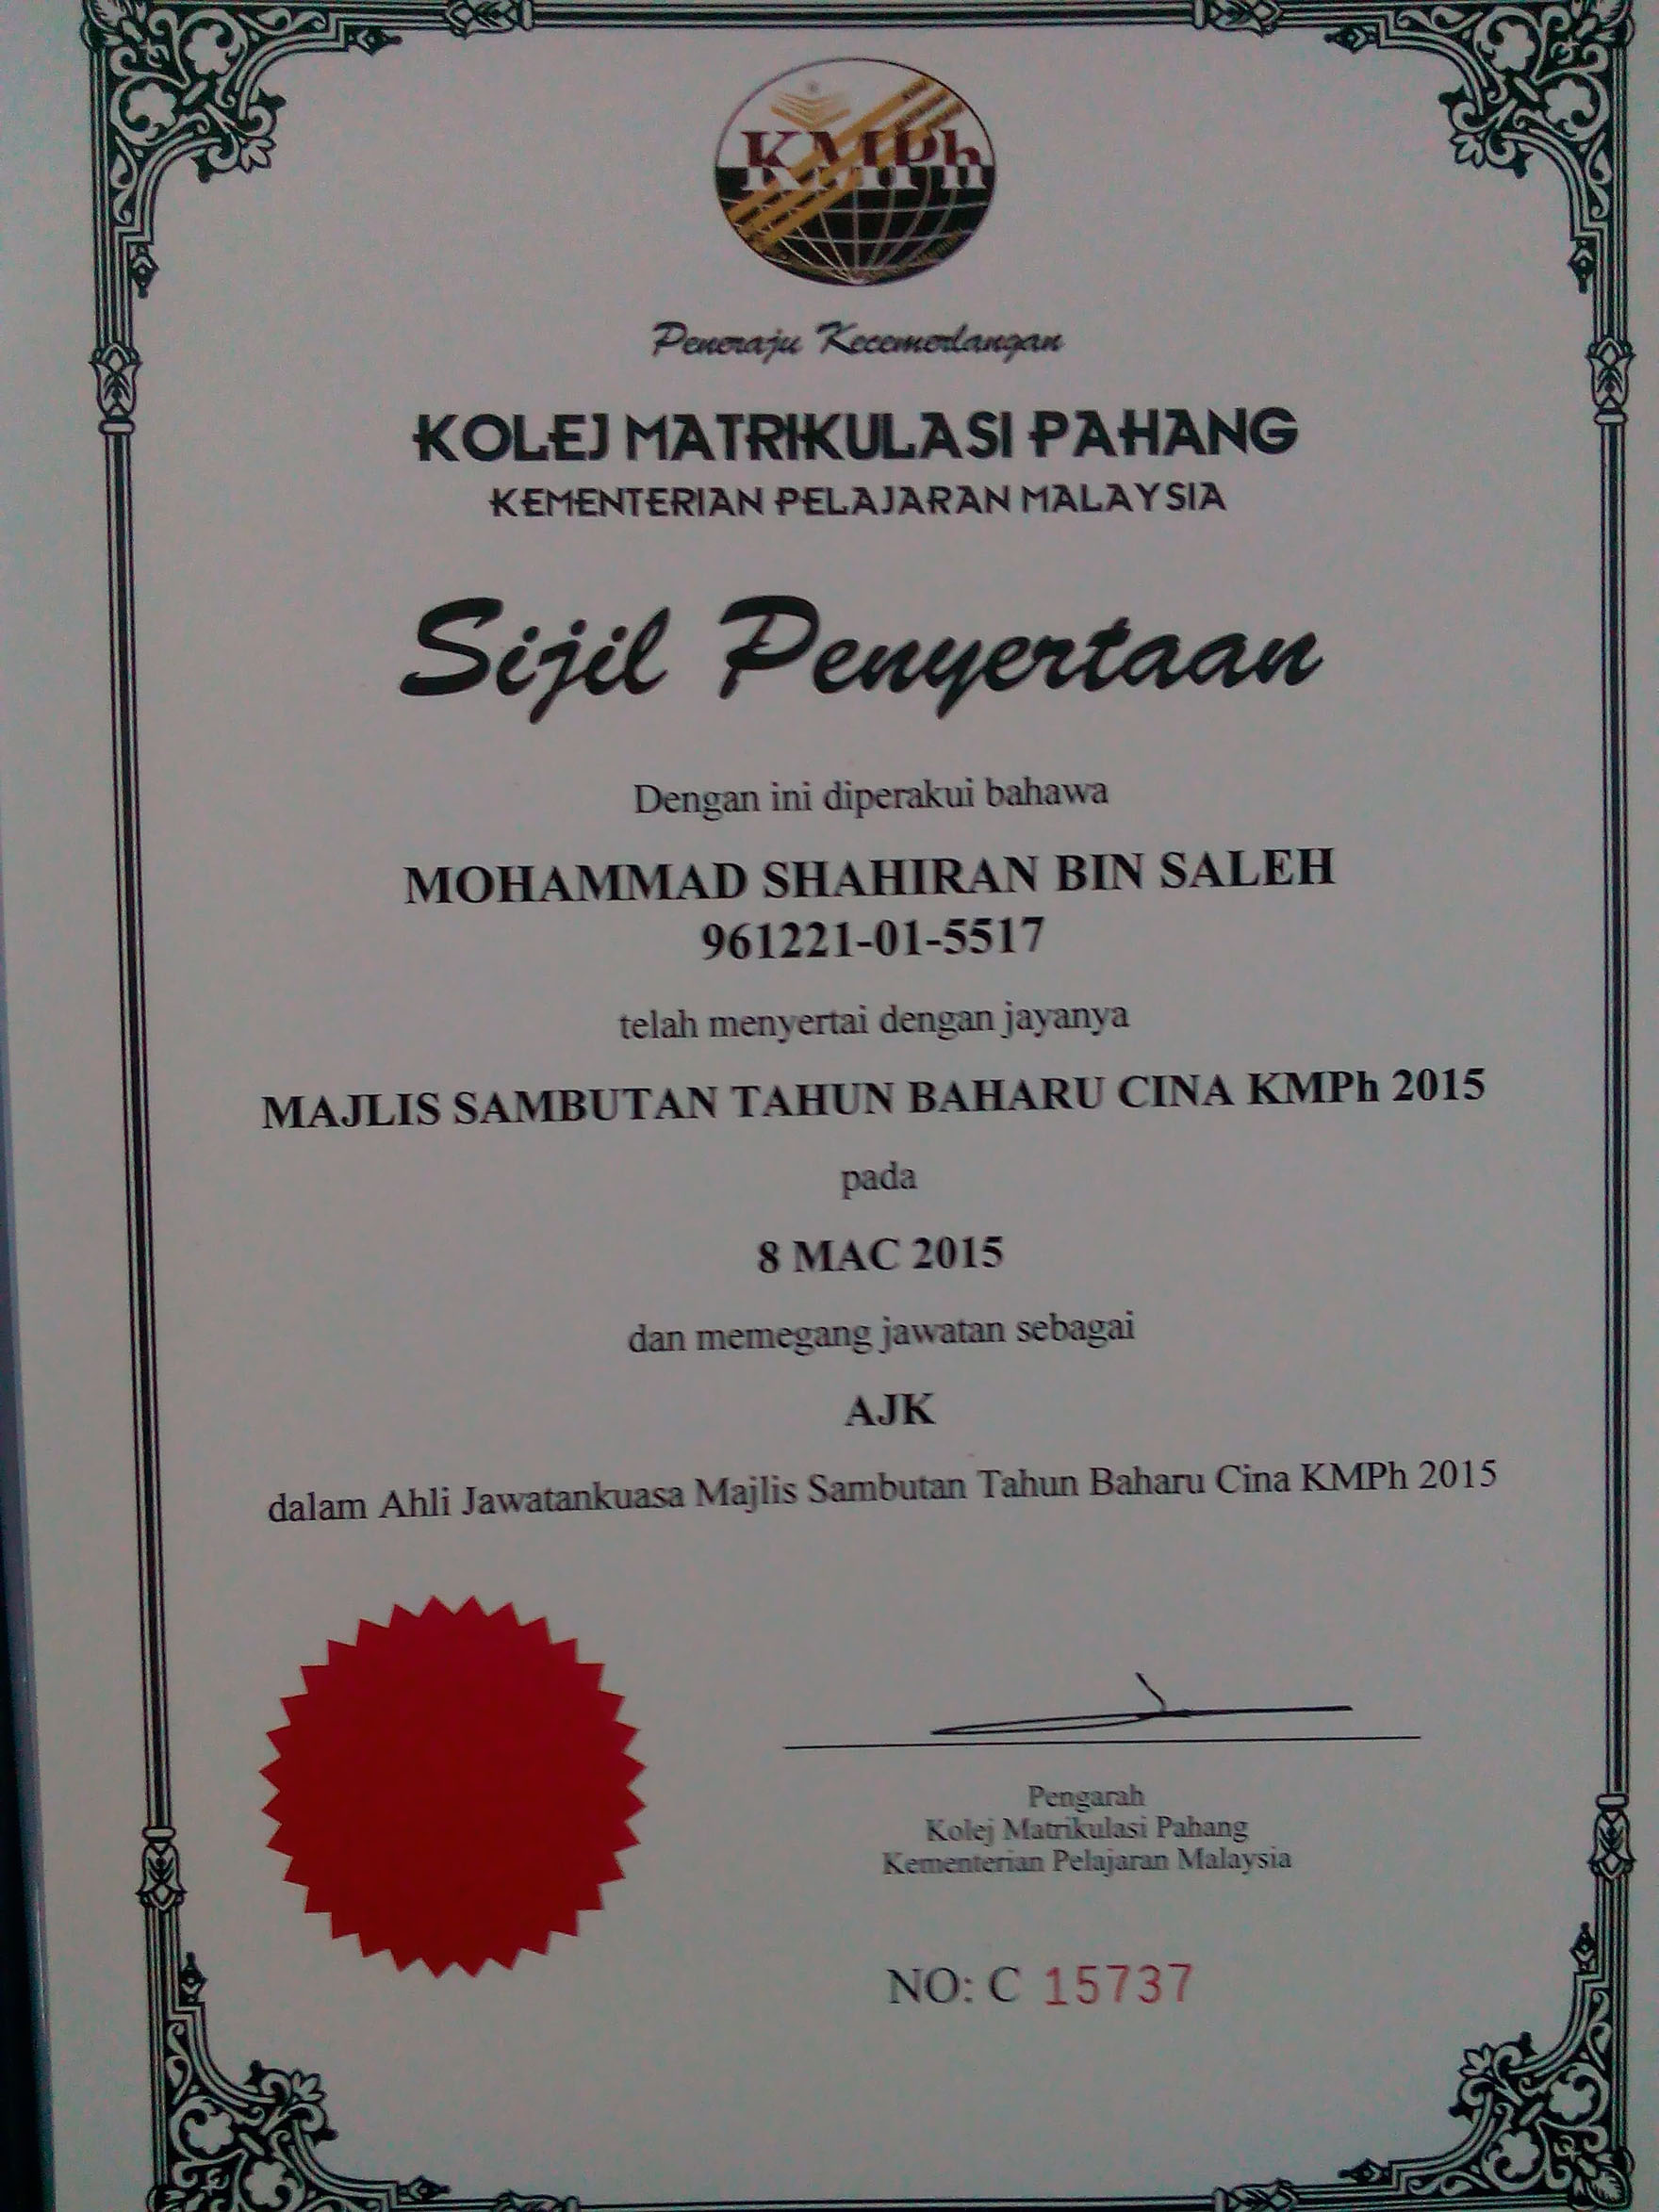 KMPh
Peneraju Kecemerlangan
KOLEJ MATRIKULASI PAHANG
KEMENTERIAN PELAJARAN MALAYSIA
Sijil Penyertaan
Dengan ini diperakui bahawa
MOHAMMAD SHAHIRAN BIN SALEH
961221-01-5517
telah menyertai dengan jayanya
MAJLIS SAMBUTAN TAHUN BAHARU CINA KMPh 2015
pada
8 MAC 2015
dan memegang jawatan sebagai
AJK
dalam Ahli Jawatankuasa Majlis Sambutan Tahun Baharu Cina KMPh 2015
Pengarah
Kolej Matrikulasi Pahang
Kementerian Pelajaran Malaysia
NO: C 15737